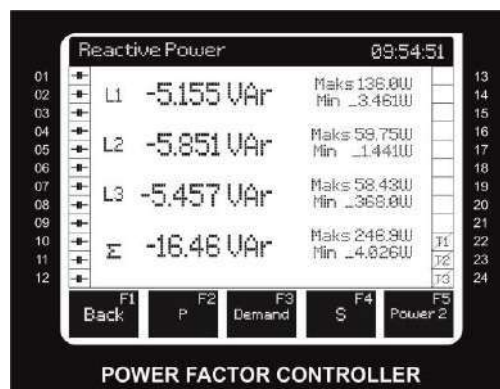 Reactive Power 09:54:51
01 13
02 L1 -5.155 VAr Maks 136.0W 14
03 Min _3.461W 15
04 16
05 L2 -5.851 VAr Maks 59.75W 17
06 Min _1.441W 18
07 19
08 L3 -5.457 VAr Maks 58.43W 20
09 Min _368.0W 21
10 Σ -16.46 VAr Maks 246.9W T1 22
11 Min _4.026W T2 23
12 T3 24
F1 F2 F3 F4 F5
Back P Demand S Power 2
POWER FACTOR CONTROLLER